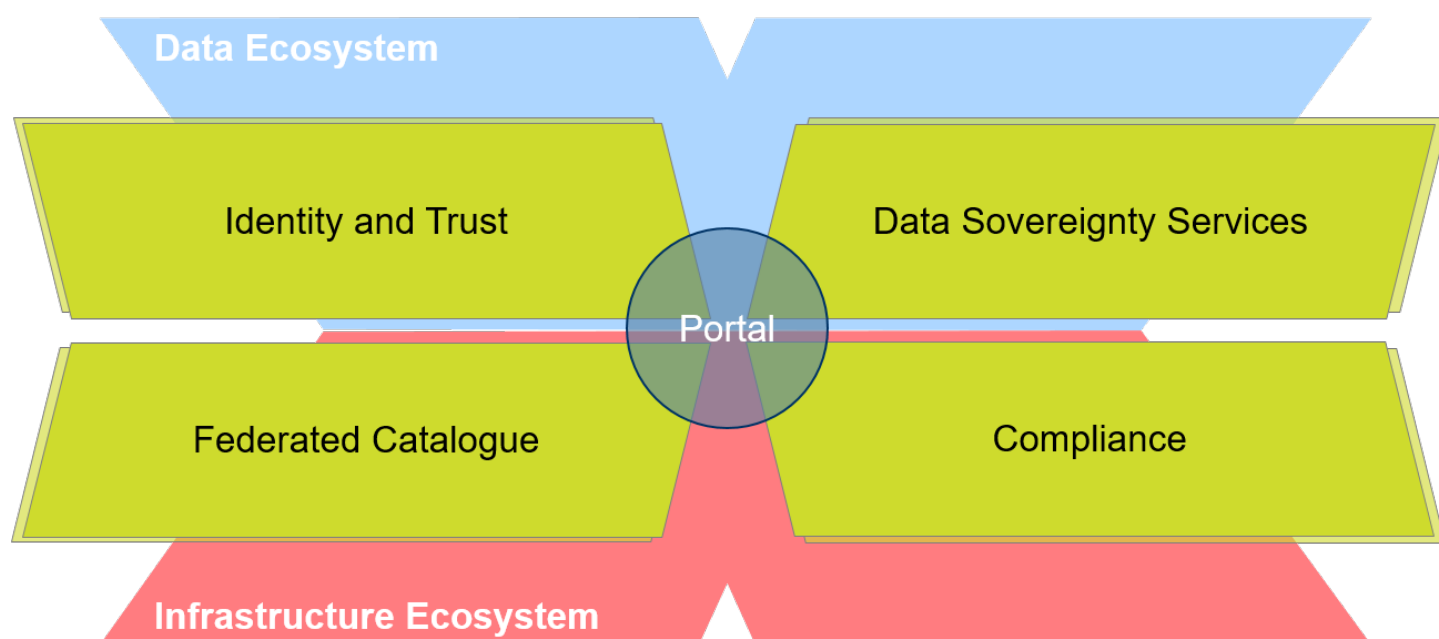 Data Ecosystem
Identity and Trust
Data Sovereignty Services
Portal
Federated Catalogue
Compliance
Infrastructure Ecosystem